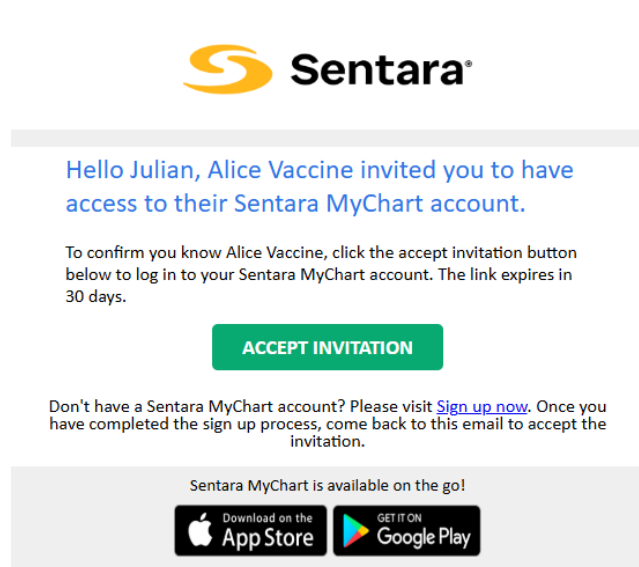 Sentara®
Hello Julian, Alice Vaccine invited you to have
access to their Sentara MyChart account.
To confirm you know Alice Vaccine, click the accept invitation button
below to log in to your Sentara MyChart account. The link expires in
30 days.
ACCEPT INVITATION
Don't have a Sentara MyChart account? Please visit Sign up now. Once you
have completed the sign up process, come back to this email to accept the
invitation.
Sentara MyChart is available on the go!
Download on the
App Store
GET IT ON
Google Play